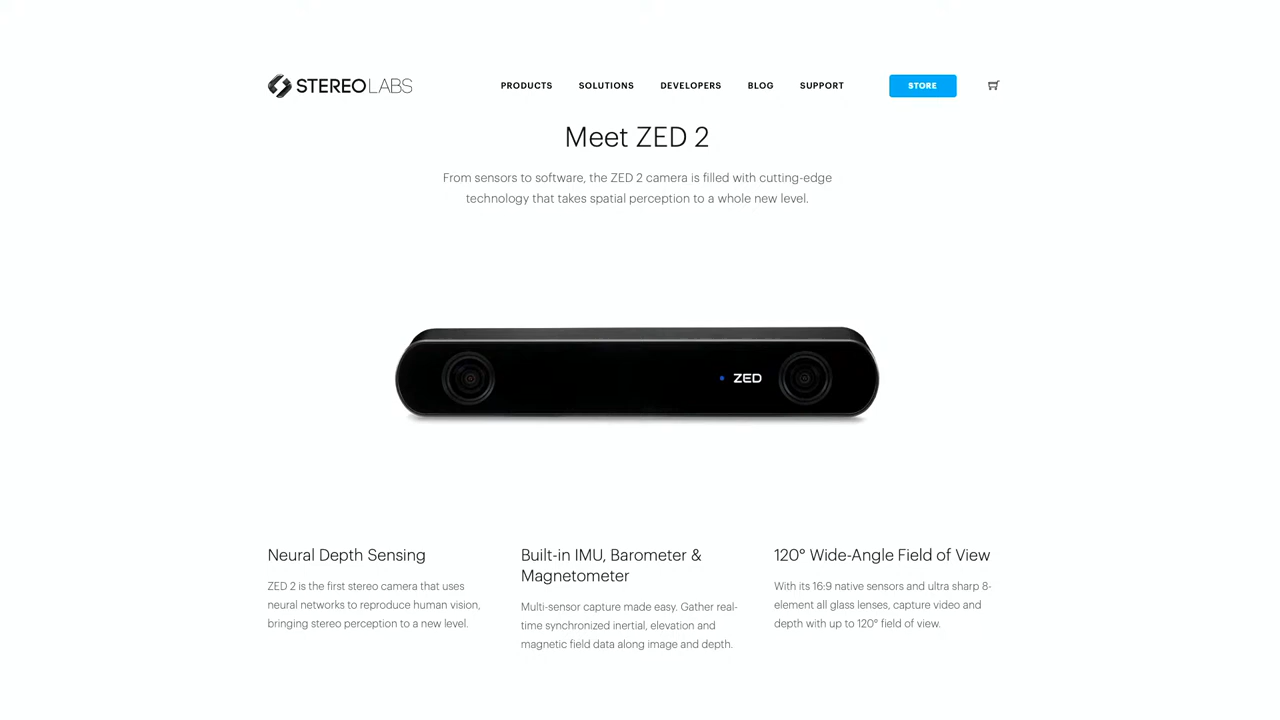 STEREOLABS
PRODUCTS SOLUTIONS DEVELOPERS BLOG SUPPORT STORE
Meet ZED 2
From sensors to software, the ZED 2 camera is filled with cutting-edge
technology that takes spatial perception to a whole new level.
ZED
Neural Depth Sensing
ZED 2 is the first stereo camera that uses
neural networks to reproduce human vision,
bringing stereo perception to a new level.
Built-in IMU, Barometer &
Magnetometer
Multi-sensor capture made easy. Gather real-
time synchronized inertial, elevation and
magnetic field data along image and depth.
120° Wide-Angle Field of View
With its 16:9 native sensors and ultra sharp 8-
element all glass lenses, capture video and
depth with up to 120° field of view.